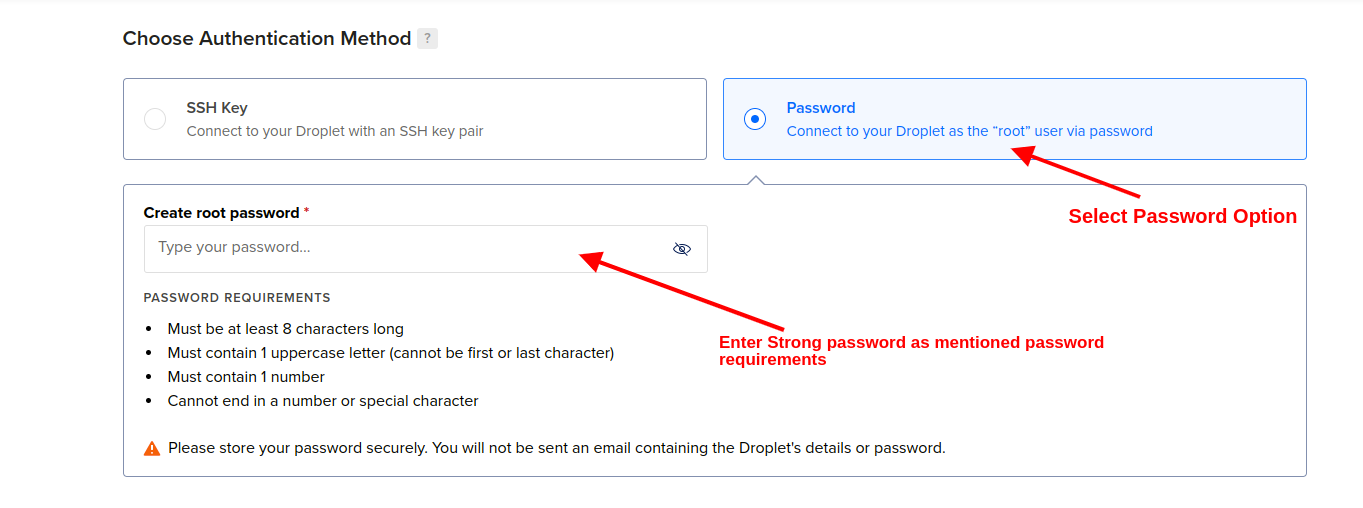 Choose Authentication Method ?
SSH Key
Connect to your Droplet with an SSH key pair
Password
Connect to your Droplet as the “root” user via password
Select Password Option
Create root password *
Type your password...
Enter Strong password as mentioned password
requirements
PASSWORD REQUIREMENTS
• Must be at least 8 characters long
• Must contain 1 uppercase letter (cannot be first or last character)
• Must contain 1 number
• Cannot end in a number or special character
Please store your password securely. You will not be sent an email containing the Droplet's details or password.